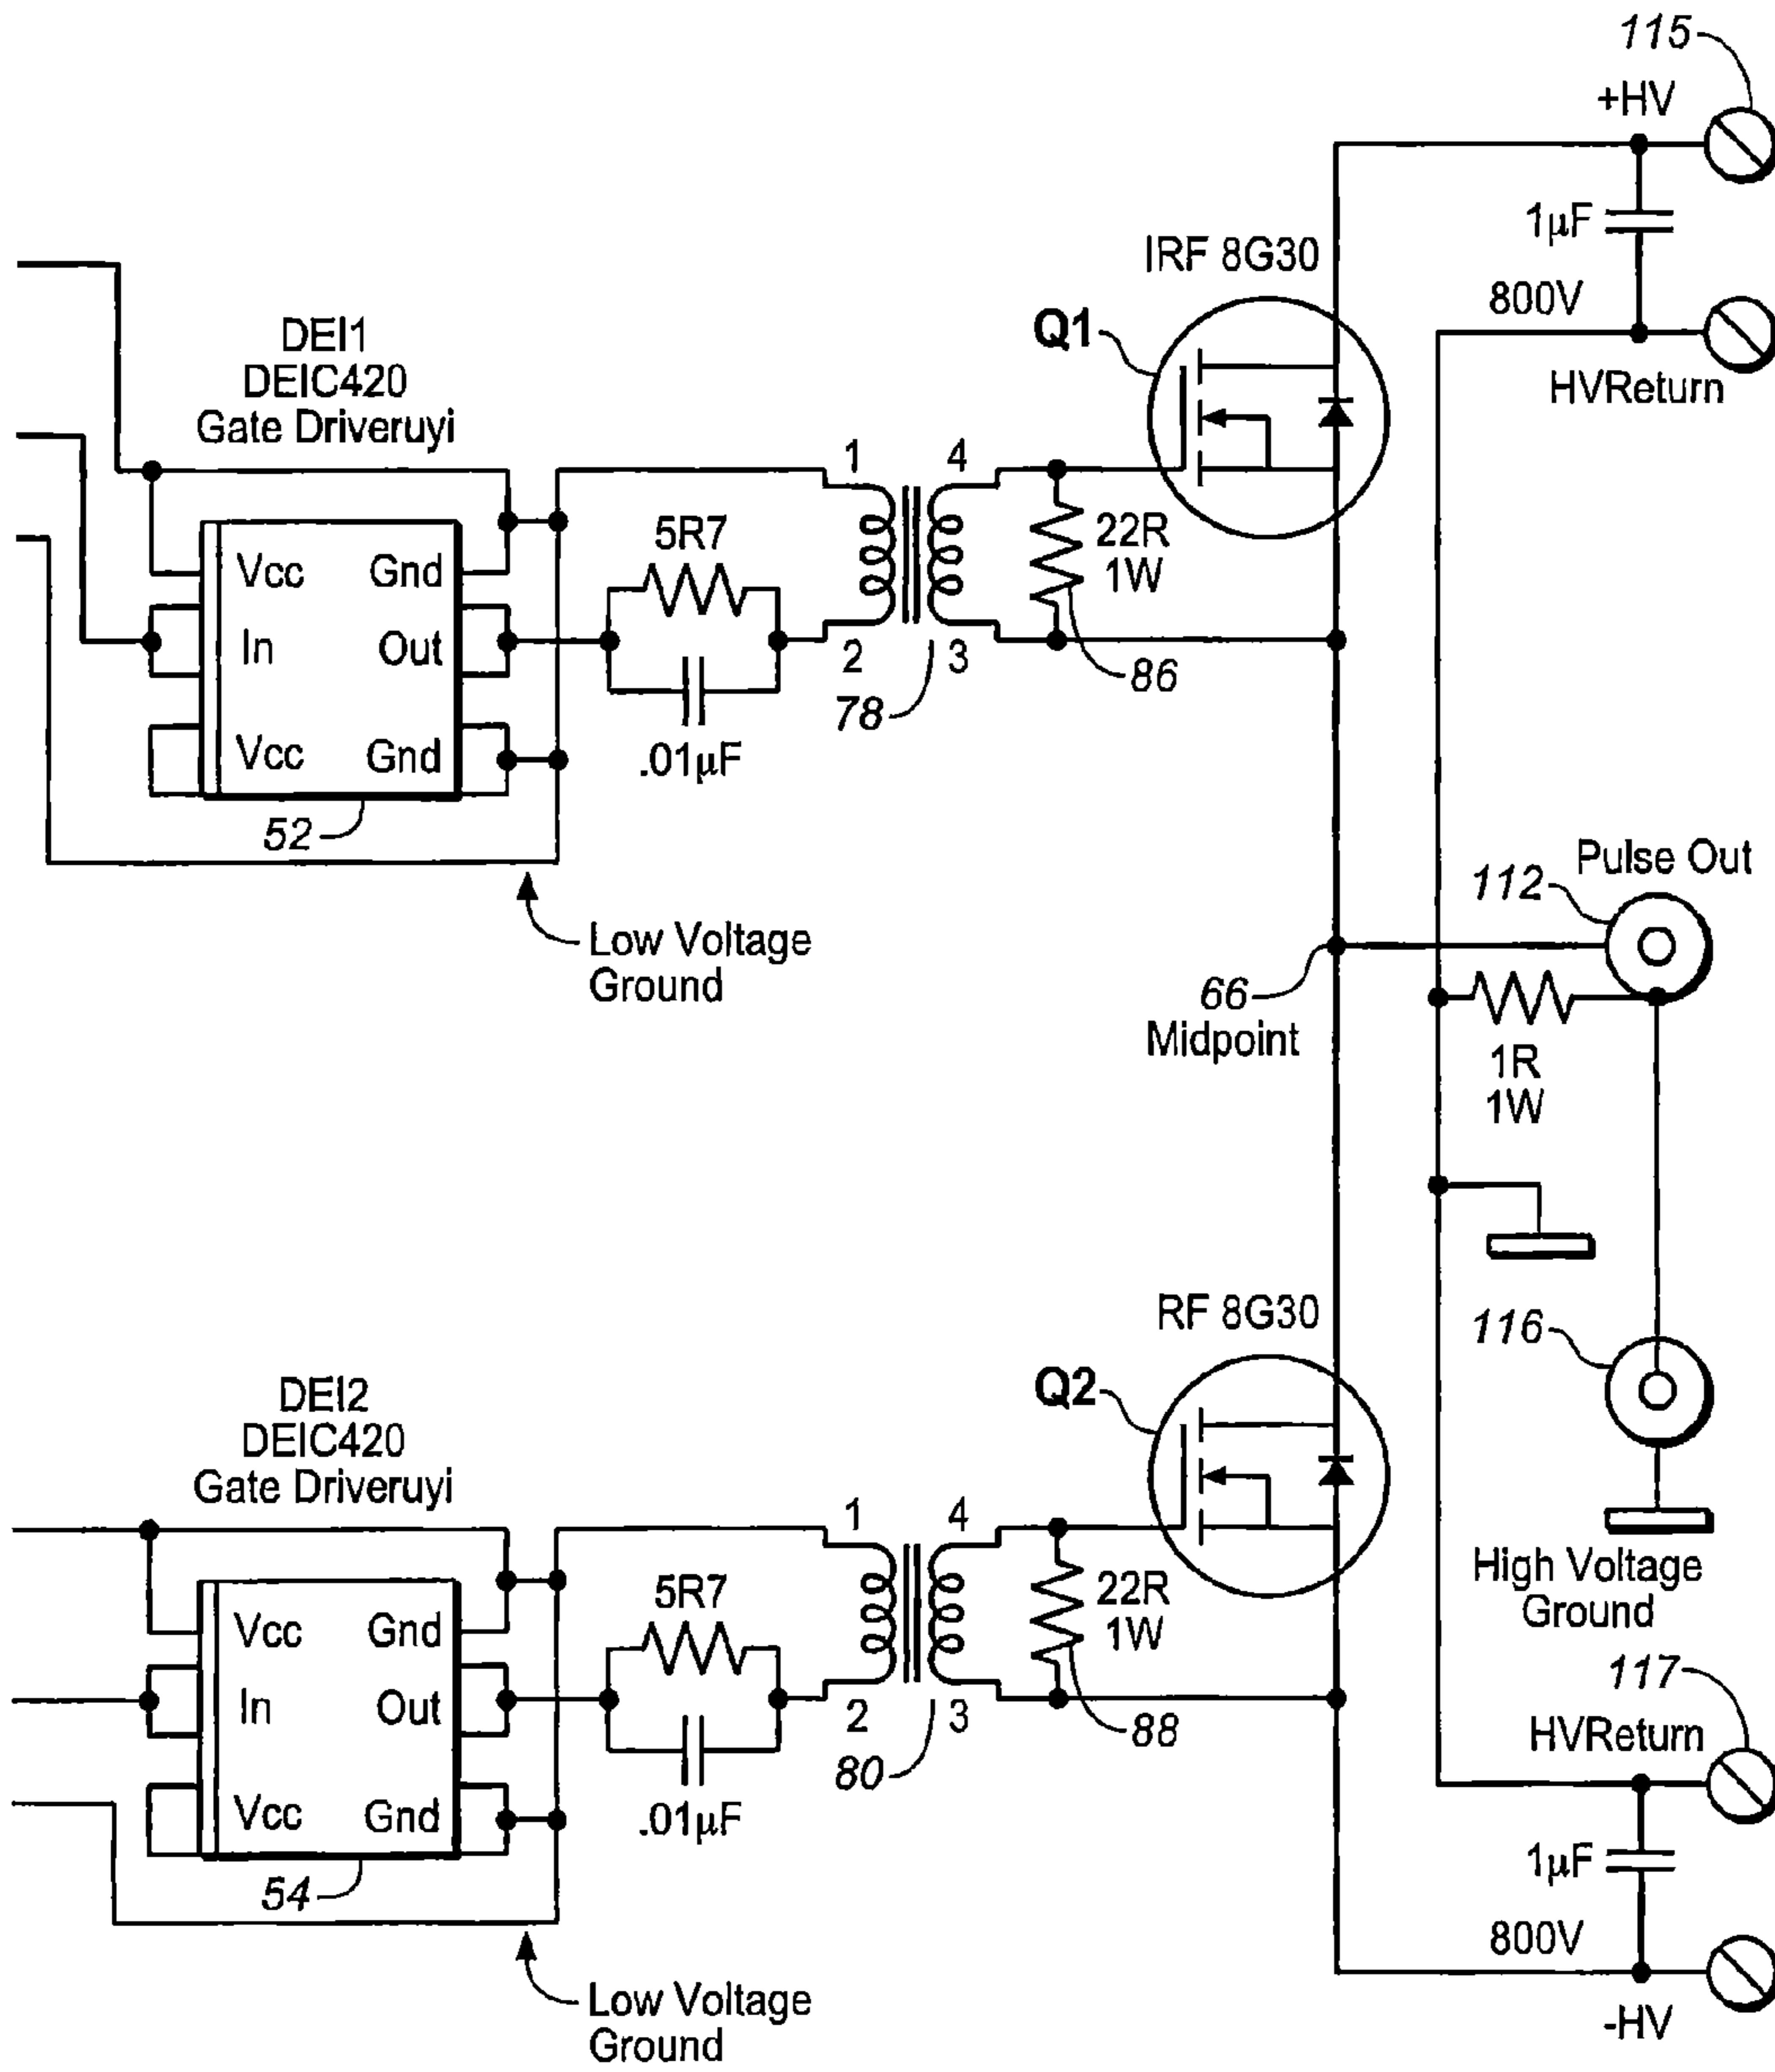 115
+HV
1µF
IRF 8G30
800V
Q1
HVReturn
DEI1
DEIC420
Gate Driveruyi
1
4
5R7
22R
1W
Vcc
Gnd
In
Out
2
3
86
78
Vcc
Gnd
.01µF
52
Pulse Out
112
Low Voltage
Ground
66
Midpoint
1R
1W
RF 8G30
116
Q2
DEI2
DEIC420
Gate Driveruyi
1
4
High Voltage
Ground
5R7
22R
1W
Vcc
Gnd
117
In
Out
2
3
88
HVReturn
80
Vcc
Gnd
.01µF
1µF
54
800V
Low Voltage
Ground
-HV